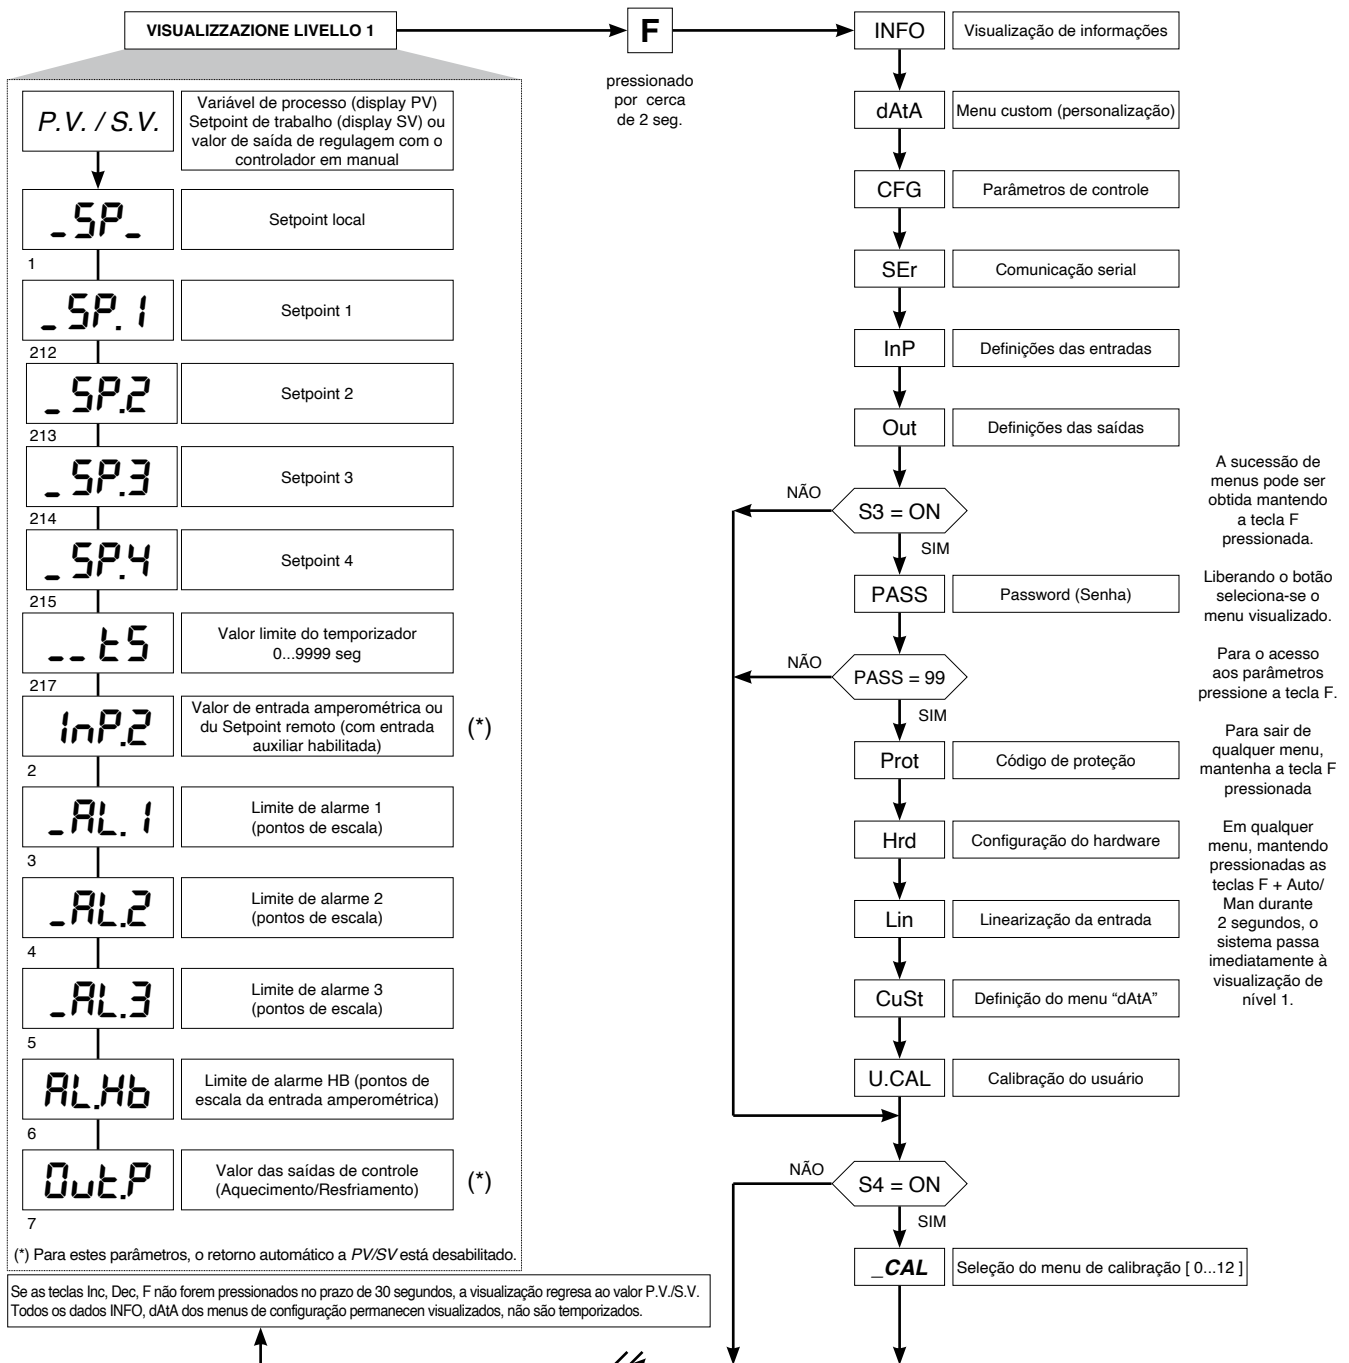 VISUALIZZAZIONE LIVELLO 1
F
pressionado
por cerca
de 2 seg.
P.V. / S.V.
Variável de processo (display PV)
Setpoint de trabalho (display SV) ou
valor de saída de regulagem com o
controlador em manual
_SP_
Setpoint local
1
_SP.1
Setpoint 1
212
_SP.2
Setpoint 2
213
_SP.3
Setpoint 3
214
_SP.4
Setpoint 4
215
__tS
Valor limite do temporizador
0...9999 seg
217
InP.2
Valor de entrada amperométrica ou
du Setpoint remoto (com entrada
auxiliar habilitada)
(*)
2
_AL.1
Limite de alarme 1
(pontos de escala)
3
_AL.2
Limite de alarme 2
(pontos de escala)
4
_AL.3
Limite de alarme 3
(pontos de escala)
5
AL.Hb
Limite de alarme HB (pontos de
escala da entrada amperométrica)
6
Out.P
Valor das saídas de controle
(Aquecimento/Resfriamento)
(*)
7
(*) Para estes parâmetros, o retorno automático a PV/SV está desabilitado.
Se as teclas Inc, Dec, F não forem pressionados no prazo de 30 segundos, a visualização regresa ao valor P.V./S.V.
Todos os dados INFO, dAtA dos menus de configuração permanecen visualizados, não são temporizados.
INFO
Visualização de informações
dAtA
Menu custom (personalização)
CFG
Parâmetros de controle
SEr
Comunicação serial
InP
Definições das entradas
Out
Definições das saídas
NÃO
S3 = ON
SIM
PASS
Password (Senha)
NÃO
PASS = 99
SIM
Prot
Código de proteção
Hrd
Configuração do hardware
Lin
Linearização da entrada
CuSt
Definição do menu “dAtA”
U.CAL
Calibração do usuário
NÃO
S4 = ON
SIM
_CAL
Seleção do menu de calibração [ 0...12 ]
A sucessão de
menus pode ser
obtida mantendo
a tecla F
pressionada.
Liberando o botão
seleciona-se o
menu visualizado.
Para o acesso
aos parâmetros
pressione a tecla F.
Para sair de
qualquer menu,
mantenha a tecla F
pressionada
Em qualquer
menu, mantendo
pressionadas as
teclas F + Auto/
Man durante
2 segundos, o
sistema passa
imediatamente à
visualização de
nível 1.